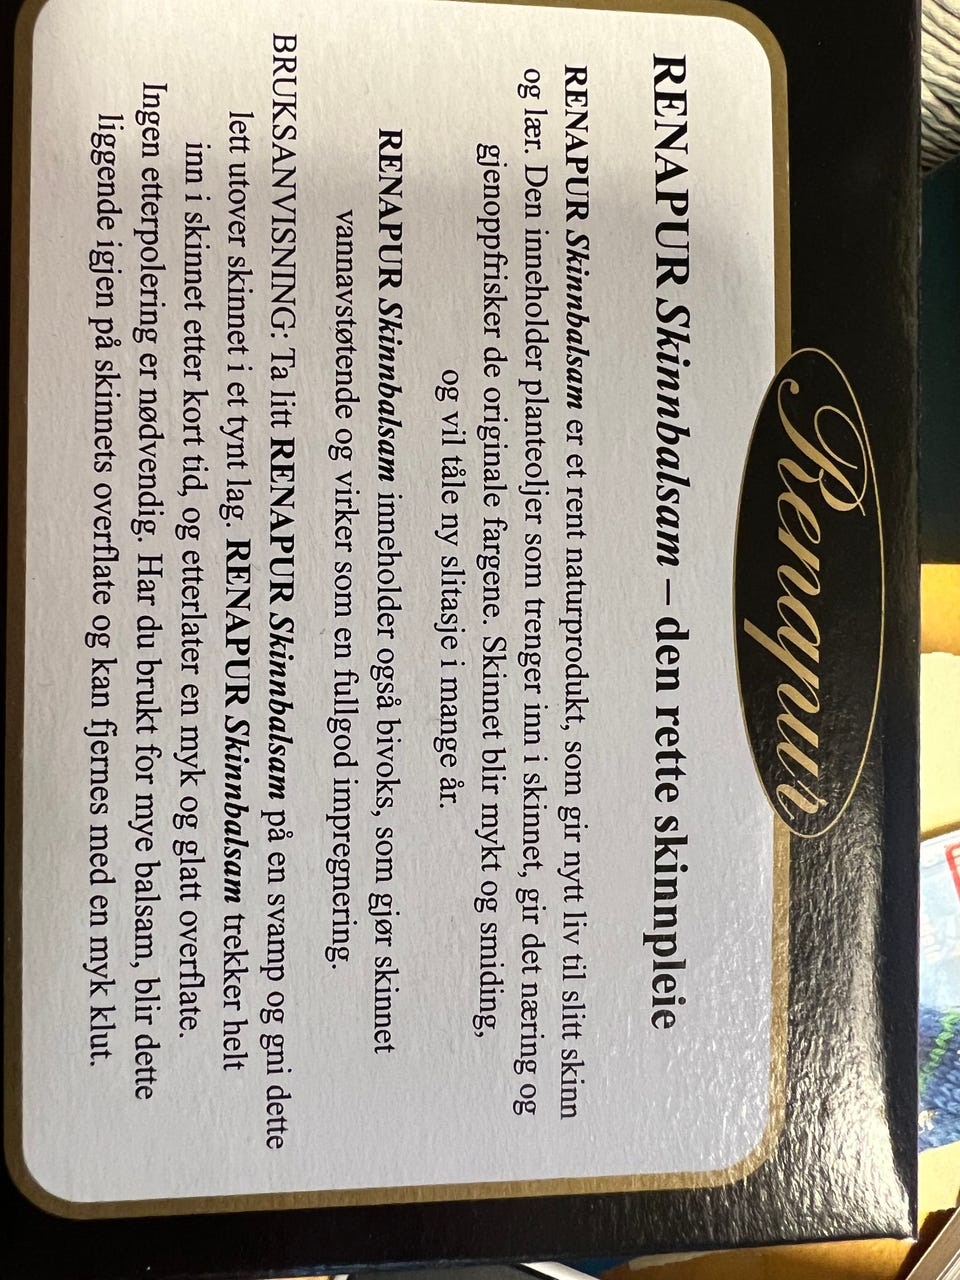 Renapur
RENAPUR Skinnbalsam – den rette skinnpleie
RENAPUR Skinnbalsam er et rent naturprodukt, som gir nytt liv til slitt skinn
og lær. Den inneholder planteoljer som trenger inn i skinnet, gir det næring og
gjenoppfrisker de originale fargene. Skinnet blir mykt og smiding,
og vil tåle ny slitasje i mange år.
RENAPUR Skinnbalsam inneholder også bivoks, som gjør skinnet
vannavstøtende og virker som en fullgod impregnering.
BRUKSANVISNING: Ta litt RENAPUR Skinnbalsam på en svamp og gni dette
lett utover skinnet i et tynt lag. RENAPUR Skinnbalsam trekker helt
inn i skinnet etter kort tid, og etterlater en myk og glatt overflate.
Ingen etterpolering er nødvendig. Har du brukt for mye balsam, blir dette
liggende igjen på skinnets overflate og kan fjernes med en myk klut.